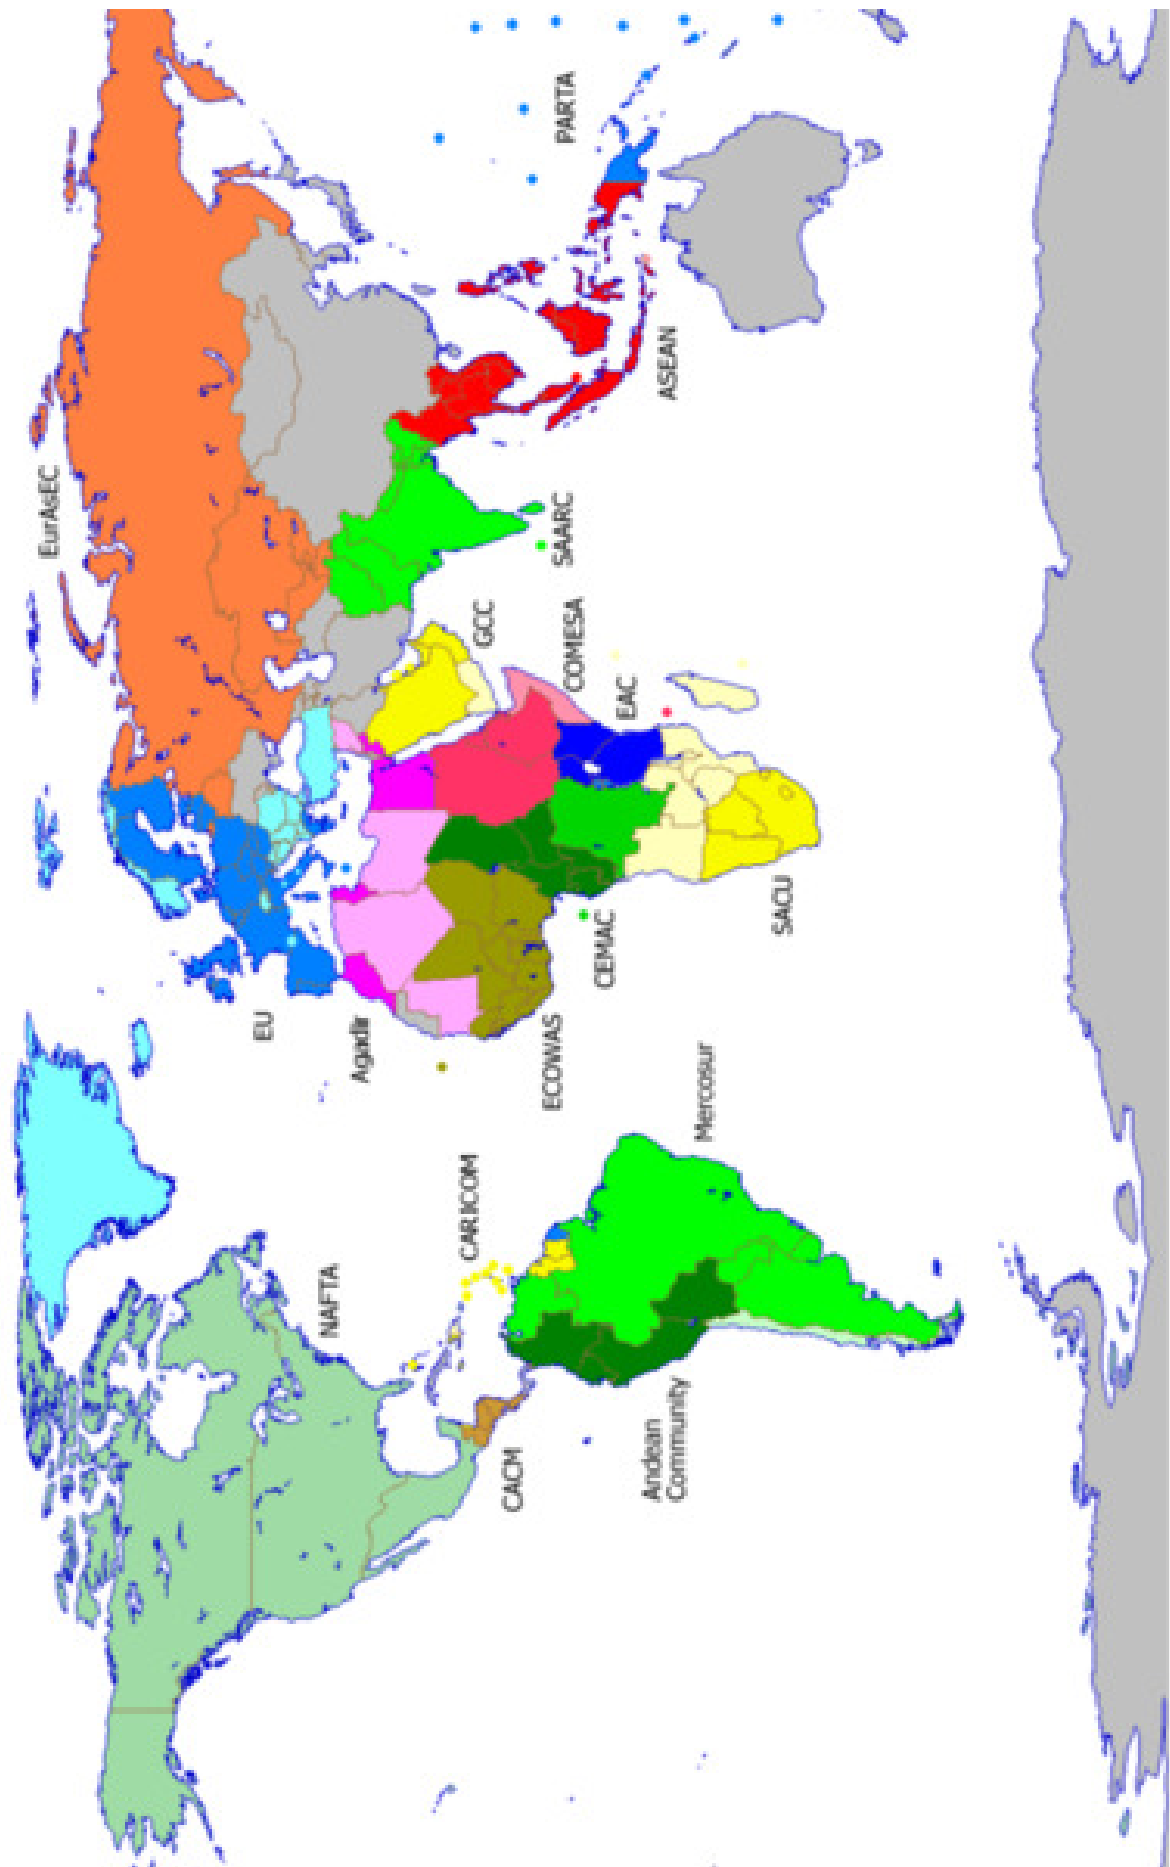 EurAsEC
EU
NAFTA
Agadir
PARTA
CARICOM
GCC
CACM
ECOWAS
SAARC
COMESA
CEMAC
EAC
ASEAN
Andean
Community
Mercosur
SACU